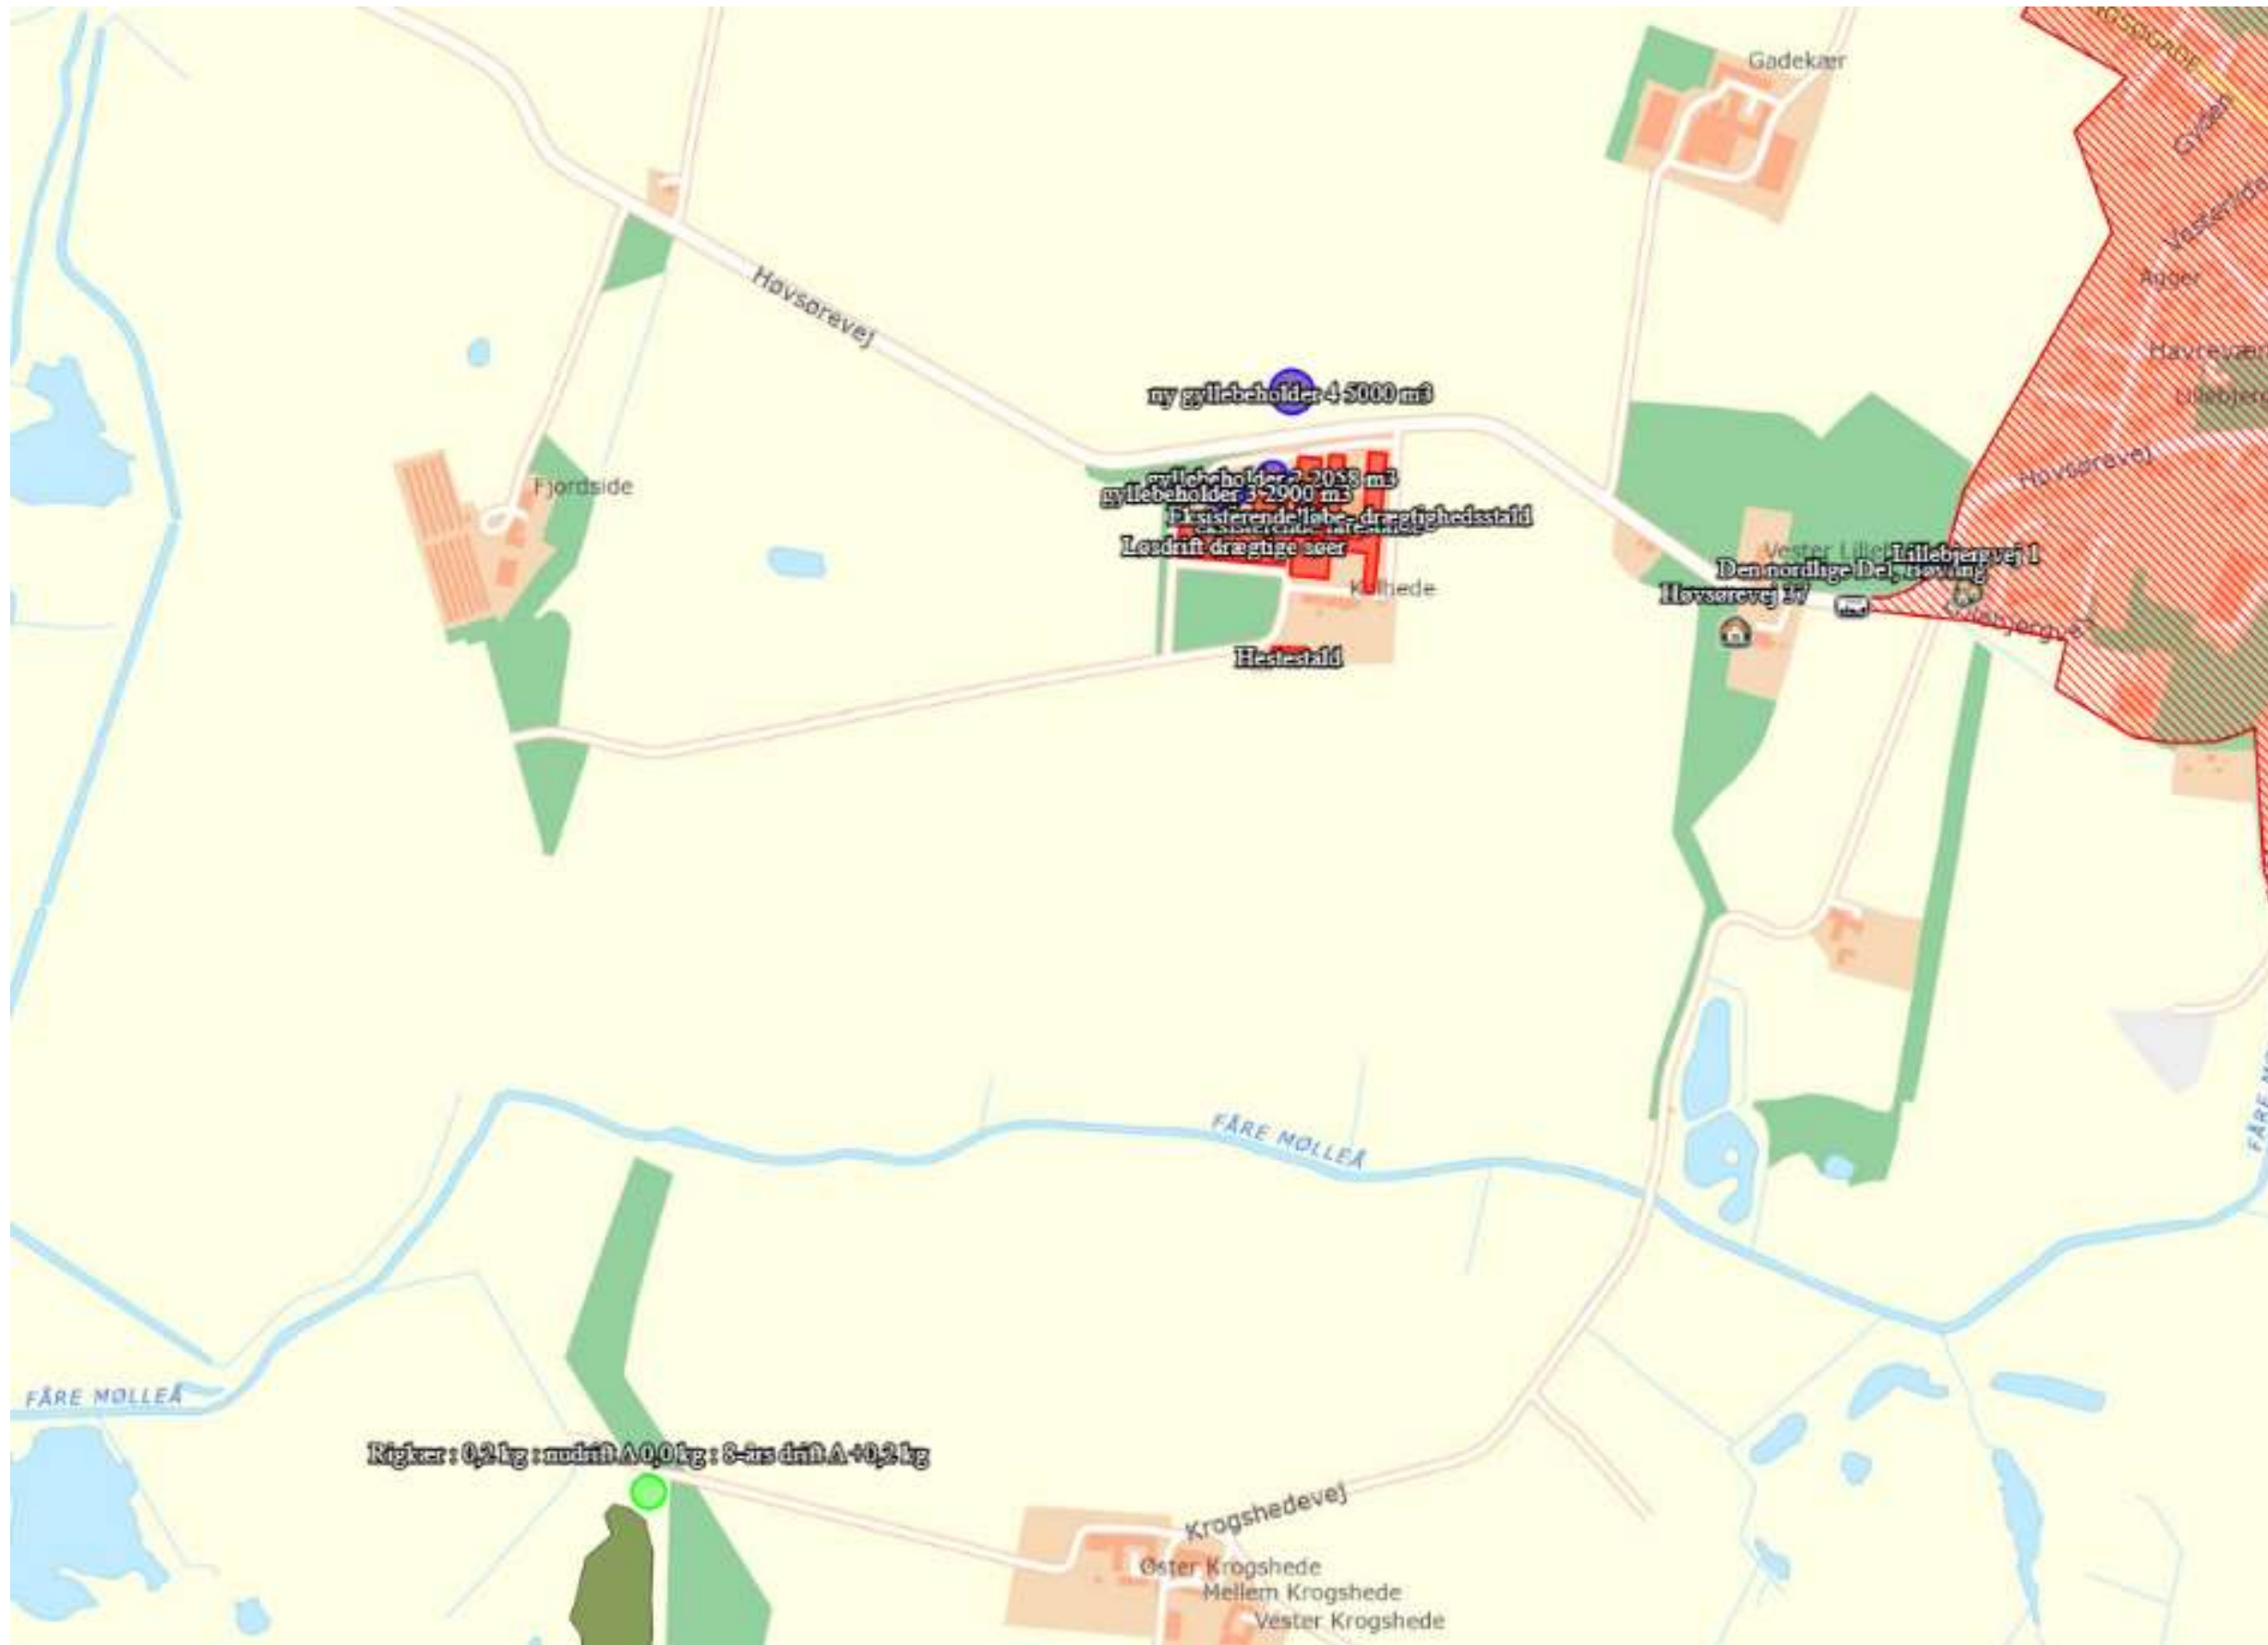 NGSØGADE
Gadekær
Gylden
Agger
Høvsørevej
Høvsørevej
ny gyllebeholder 4 5000 m3
gyllebeholder 2 2058 m3
Fjordside
gyllebeholder 3 2900 m3
Eksisterende løbe- drægtighedsstald
Løsdrift drægtige søer
Lillebjergvej 1
Vester
Den nordlige Del,
Høvsørevej 37
Hestestald
FÅRE MØLLEÅ
FÅRE MØLLEÅ
Rigkær : 0,2 kg : nudrift Δ 0,0 kg : 8-års drift Δ +0,2 kg
Krogshedevej
Øster Krogshede
Mellem Krogshede
Vester Krogshede